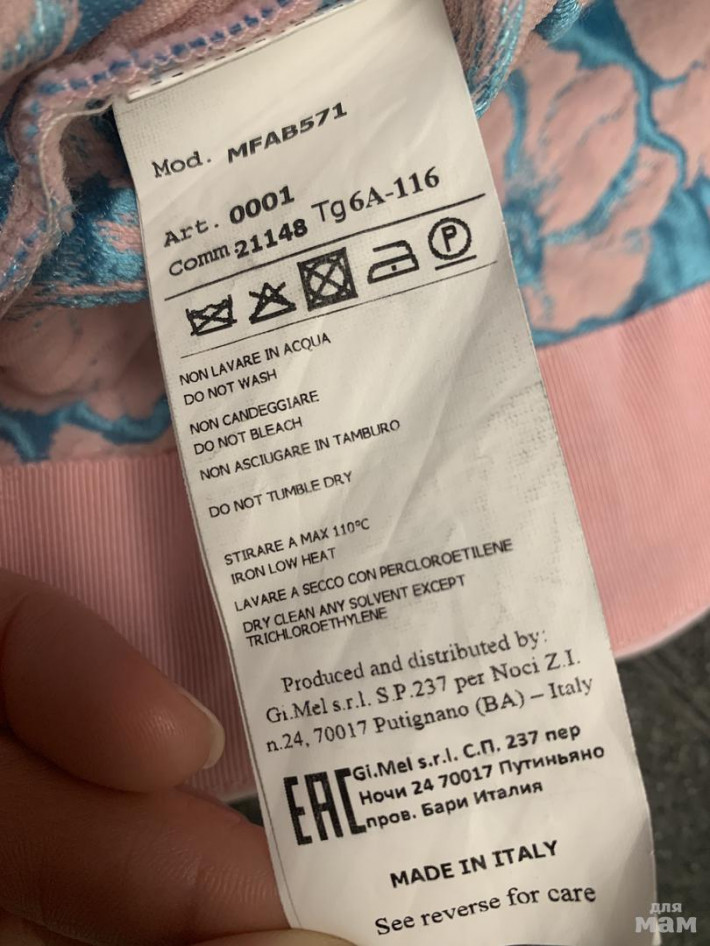 Mod. MFAB571
Art. 0001
Comm 21148 Tg6A-116
P
NON LAVARE IN ACQUA
DO NOT WASH
NON CANDEGGIARE
DO NOT BLEACH
NON ASCIUGARE IN TAMBURO
DO NOT TUMBLE DRY
STIRARE A MAX 110°C
IRON LOW HEAT
LAVARE A SECCO CON PERCLOROETILENE
DRY CLEAN ANY SOLVENT EXCEPT
TRICHLOROETHYLENE
Produced and distributed by:
Gi.Mel s.r.l. S.P.237 per Noci Z.I.
n.24, 70017 Putignano (BA) – Italy
EAC
Gi.Mel s.r.l. С.П. 237 пер
Ночи 24 70017 Путиньяно
пров. Бари Италия
MADE IN ITALY
See reverse for care
для
мам